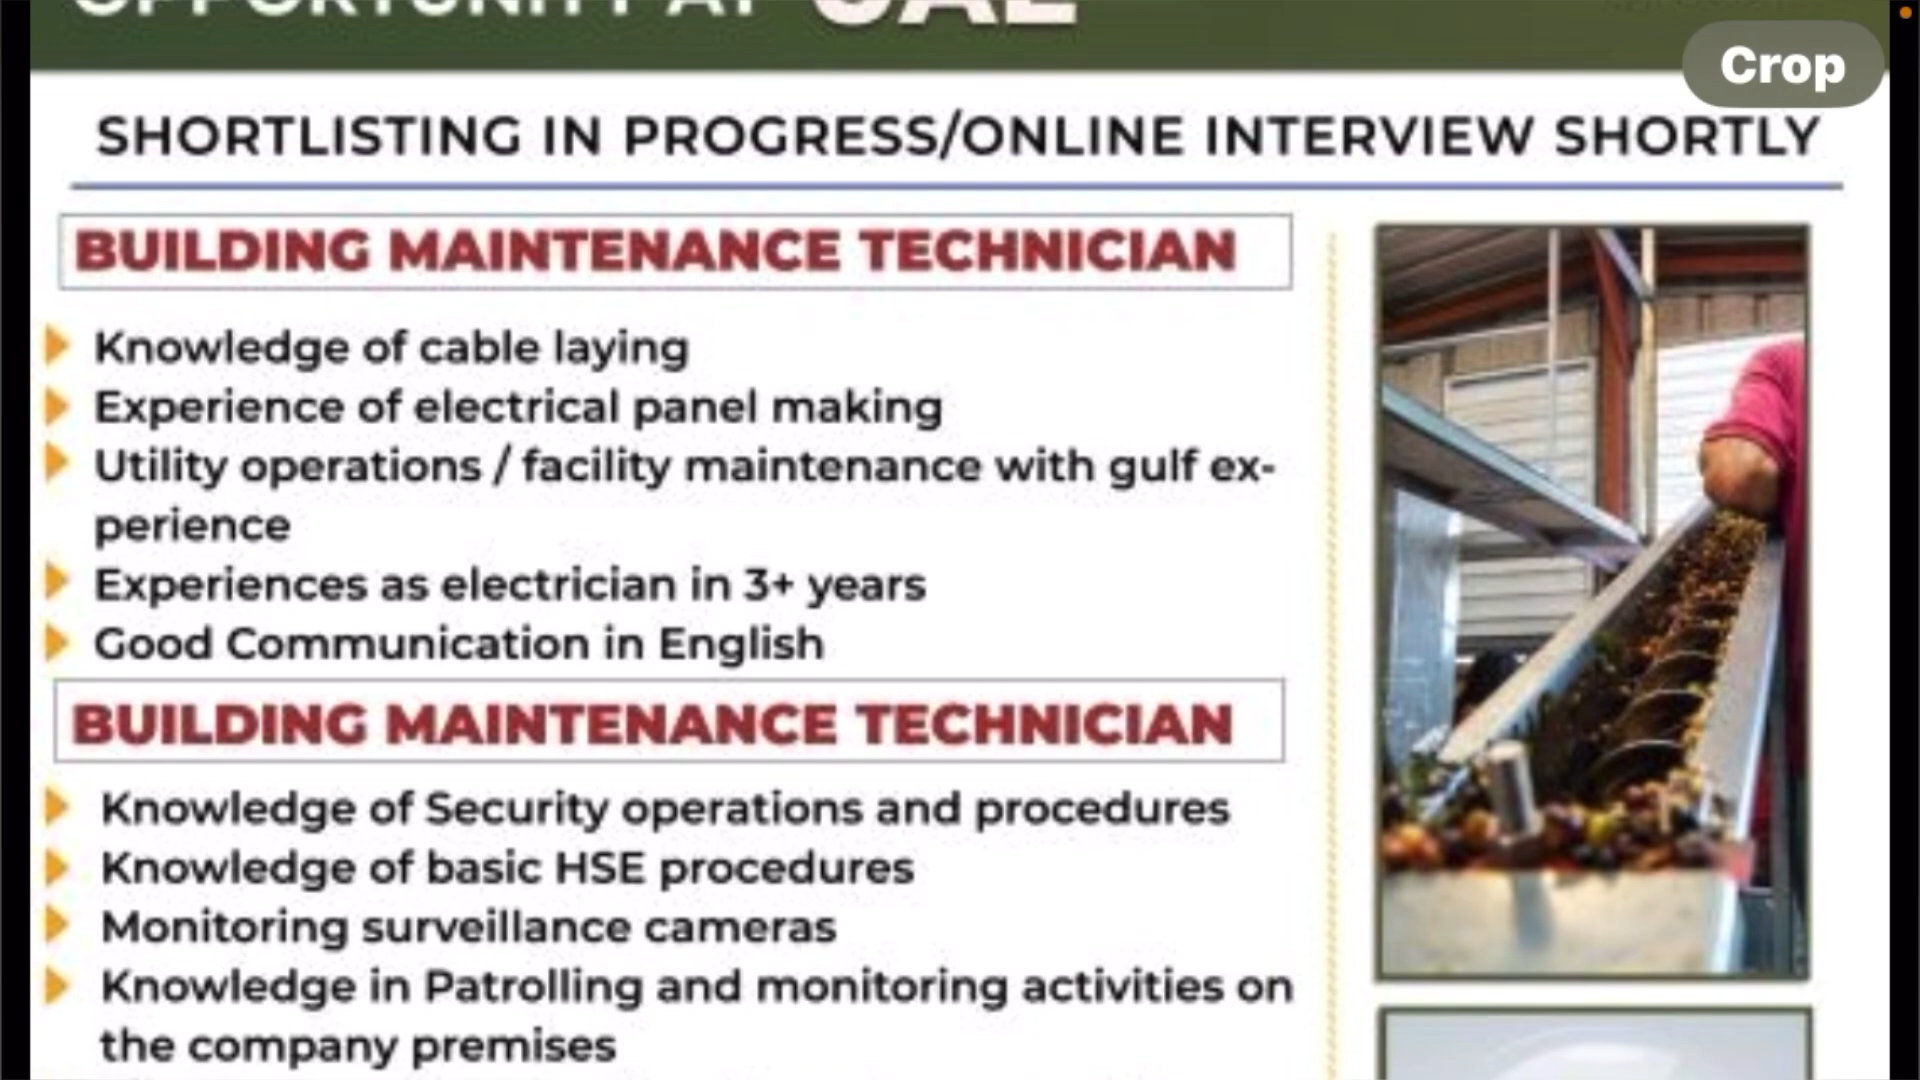 OPPORTUNITY AT UAE
Crop
SHORTLISTING IN PROGRESS/ONLINE INTERVIEW SHORTLY
BUILDING MAINTENANCE TECHNICIAN
Knowledge of cable laying
Experience of electrical panel making
Utility operations / facility maintenance with gulf ex-
perience
Experiences as electrician in 3+ years
Good Communication in English
BUILDING MAINTENANCE TECHNICIAN
Knowledge of Security operations and procedures
Knowledge of basic HSE procedures
Monitoring surveillance cameras
Knowledge in Patrolling and monitoring activities on
the company premises